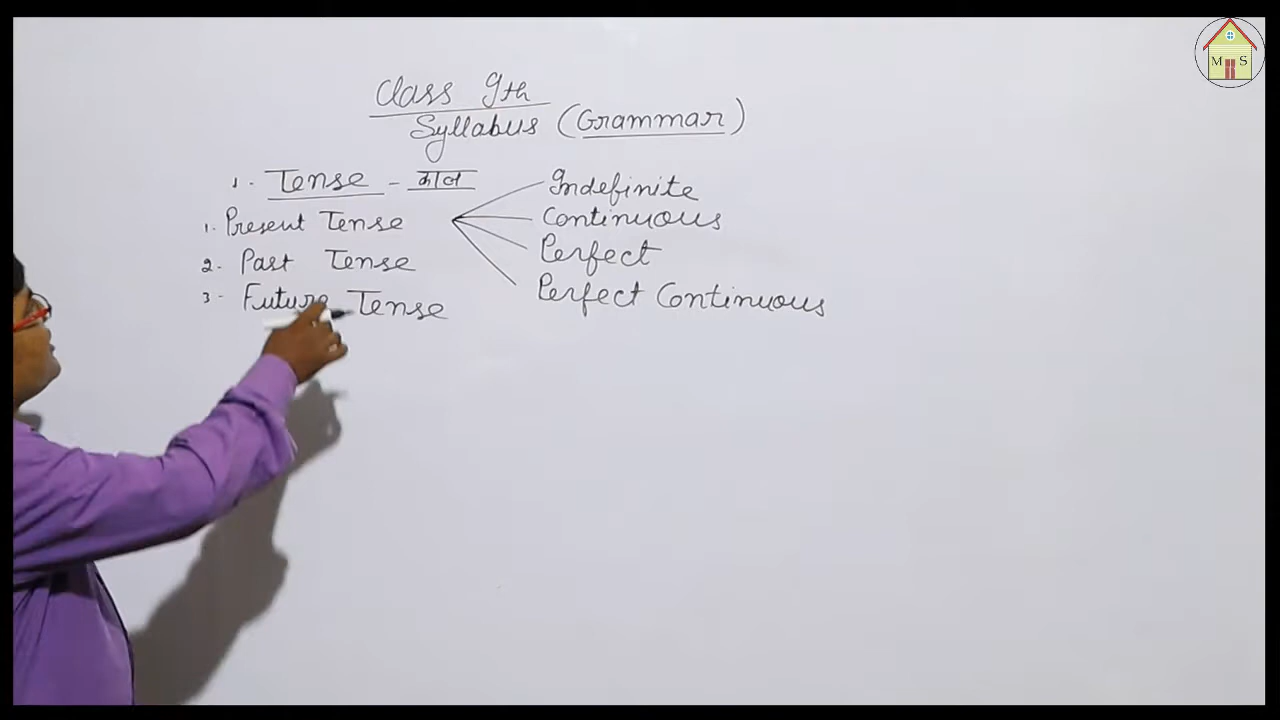 Class 9th
Syllabus (Grammar)
1. Tense - काल
1. Present Tense
2. Past Tense
3- Future Tense
Indefinite
Continuous
Perfect
Perfect Continuous
M S